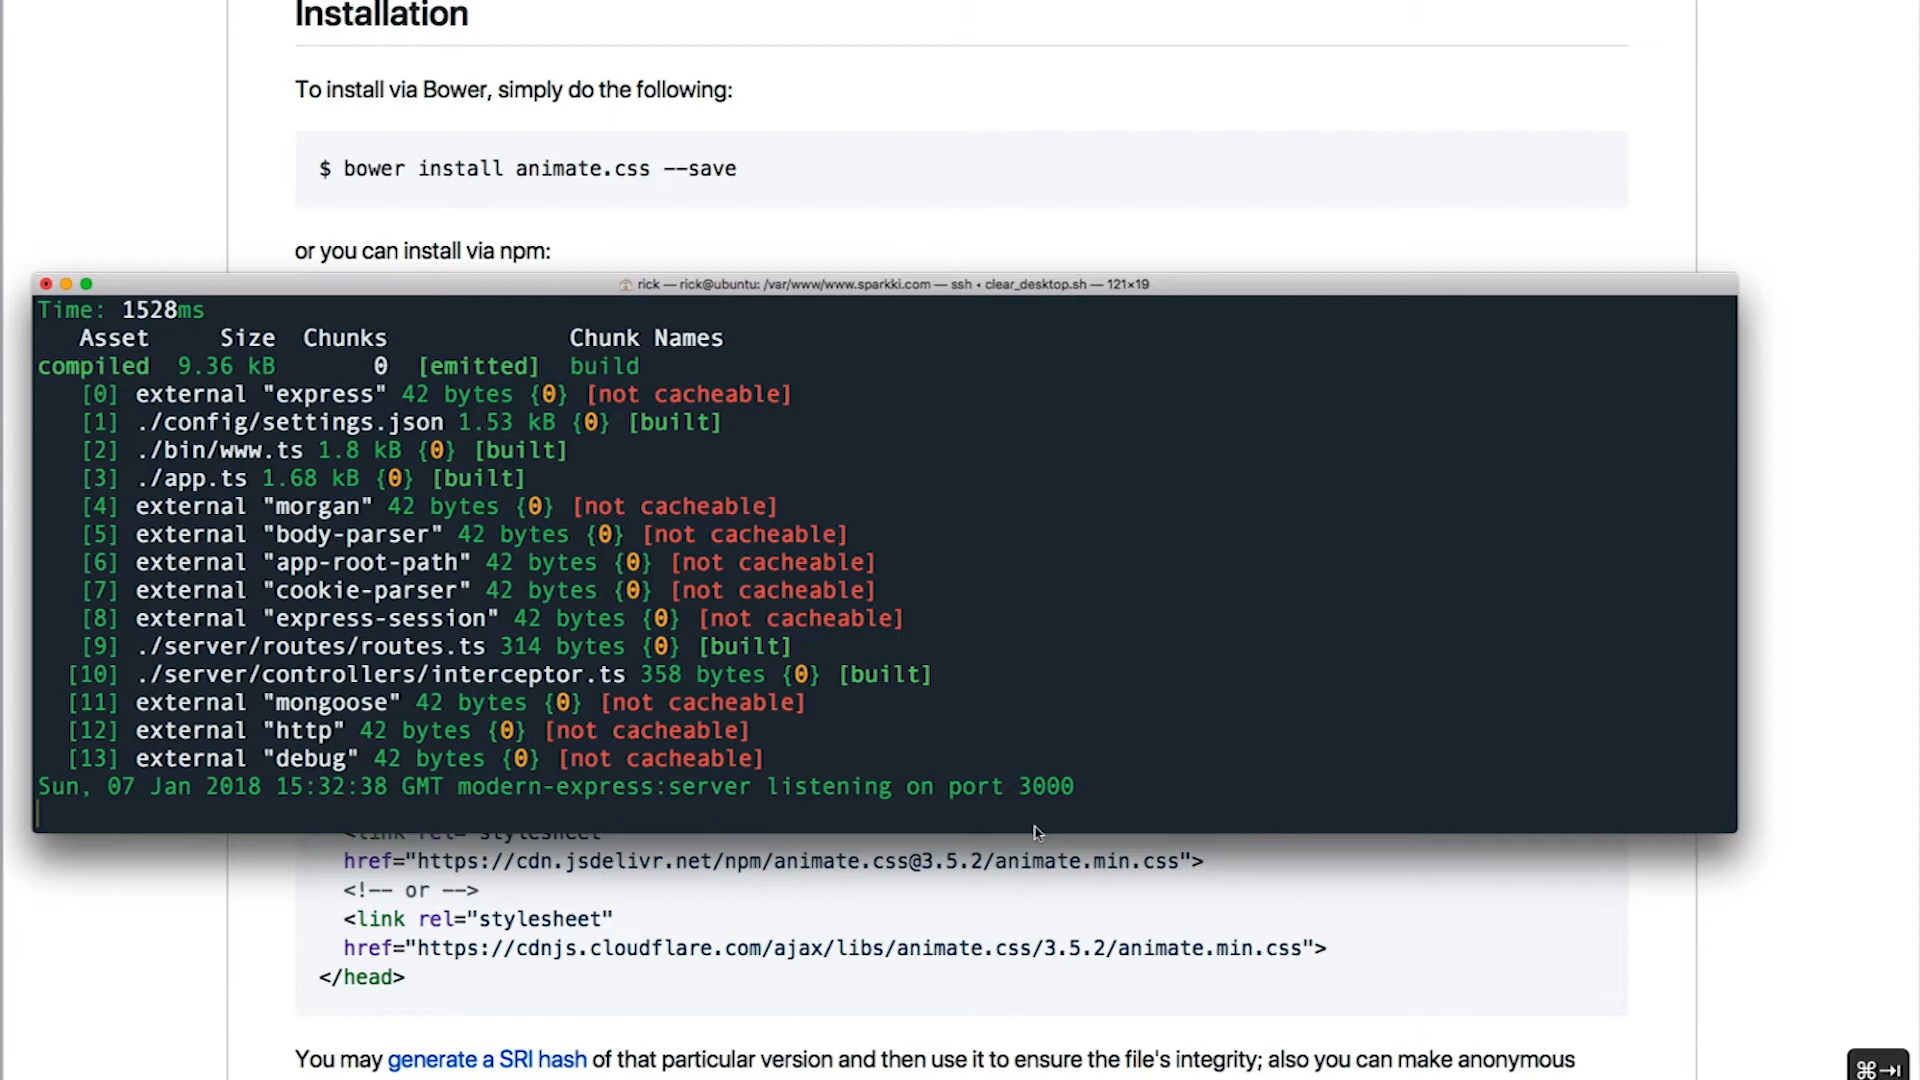 Installation
To install via Bower, simply do the following:
$ bower install animate.css --save
or you can install via npm:
rick — rick@ubuntu: /var/www/www.sparkki.com — ssh • clear_desktop.sh — 121×19
Time: 1528ms
Asset Size Chunks Chunk Names
compiled 9.36 kB 0 [emitted] build
[0] external "express" 42 bytes {0} [not cacheable]
[1] ./config/settings.json 1.53 kB {0} [built]
[2] ./bin/www.ts 1.8 kB {0} [built]
[3] ./app.ts 1.68 kB {0} [built]
[4] external "morgan" 42 bytes {0} [not cacheable]
[5] external "body-parser" 42 bytes {0} [not cacheable]
[6] external "app-root-path" 42 bytes {0} [not cacheable]
[7] external "cookie-parser" 42 bytes {0} [not cacheable]
[8] external "express-session" 42 bytes {0} [not cacheable]
[9] ./server/routes/routes.ts 314 bytes {0} [built]
[10] ./server/controllers/interceptor.ts 358 bytes {0} [built]
[11] external "mongoose" 42 bytes {0} [not cacheable]
[12] external "http" 42 bytes {0} [not cacheable]
[13] external "debug" 42 bytes {0} [not cacheable]
Sun, 07 Jan 2018 15:32:38 GMT modern-express:server listening on port 3000
<link rel="stylesheet"
href="https://cdn.jsdelivr.net/npm/animate.css@3.5.2/animate.min.css">
<!-- or -->
<link rel="stylesheet"
href="https://cdnjs.cloudflare.com/ajax/libs/animate.css/3.5.2/animate.min.css">
</head>
You may generate a SRI hash of that particular version and then use it to ensure the file's integrity; also you can make anonymous
⌘⇥